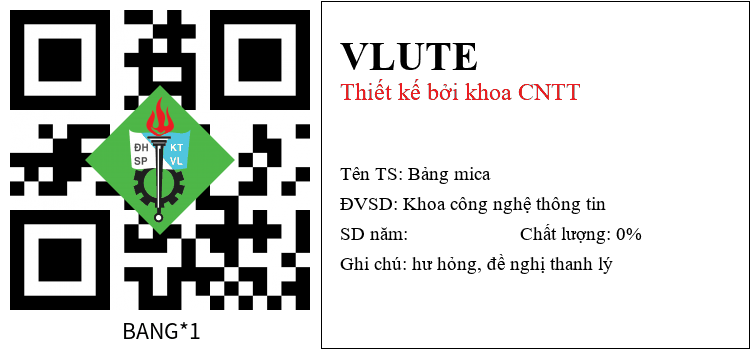 ĐH KT
SP VL
BANG*1
VLUTE
Thiết kế bởi khoa CNTT
Tên TS: Bảng mica
ĐVSD: Khoa công nghệ thông tin
SD năm: Chất lượng: 0%
Ghi chú: hư hỏng, đề nghị thanh lý